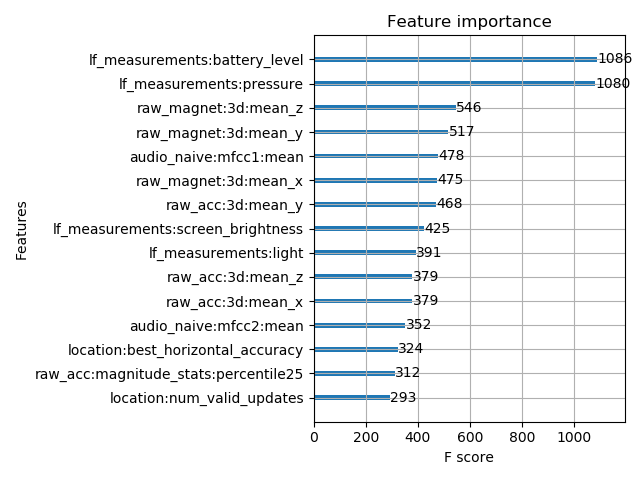 Feature importance
lf_measurements:battery_level 1086
lf_measurements:pressure 1080
raw_magnet:3d:mean_z 546
raw_magnet:3d:mean_y 517
audio_naive:mfcc1:mean 478
raw_magnet:3d:mean_x 475
raw_acc:3d:mean_y 468
lf_measurements:screen_brightness 425
lf_measurements:light 391
raw_acc:3d:mean_z 379
raw_acc:3d:mean_x 379
audio_naive:mfcc2:mean 352
location:best_horizontal_accuracy 324
raw_acc:magnitude_stats:percentile25 312
location:num_valid_updates 293
Features
0 200 400 600 800 1000
F score